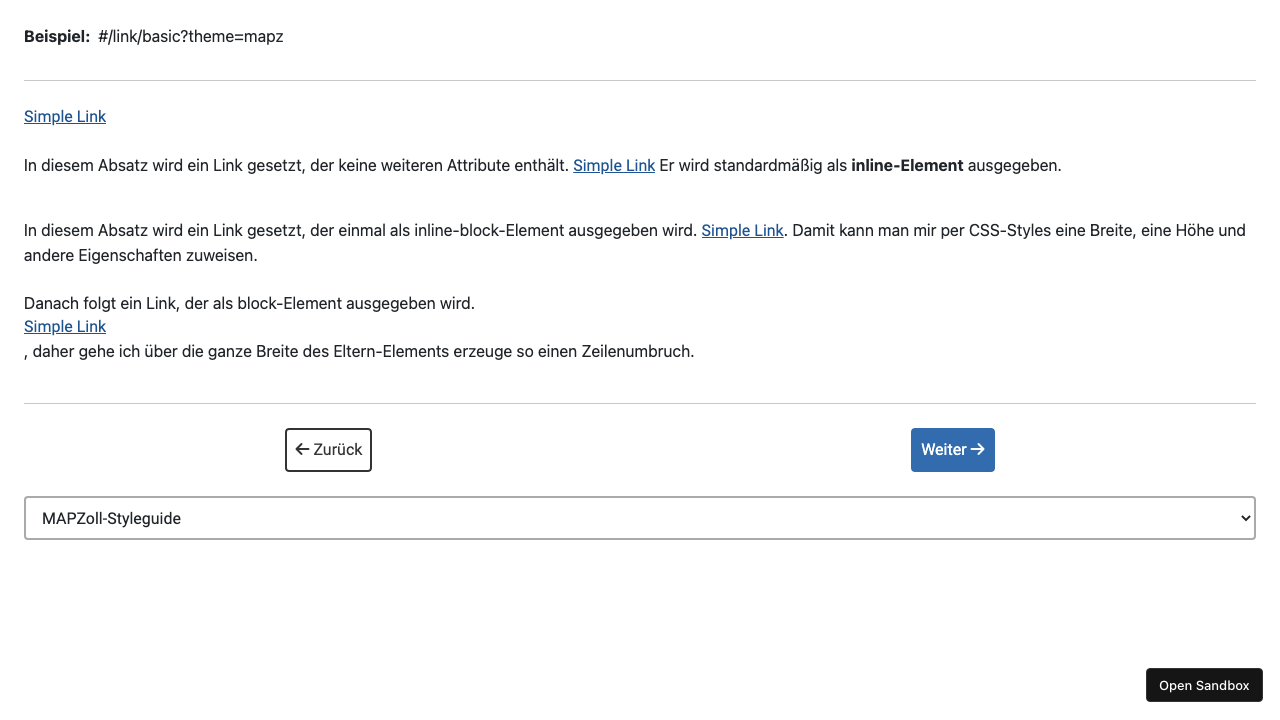 Beispiel: #/link/basic?theme=mapz
Simple Link
In diesem Absatz wird ein Link gesetzt, der keine weiteren Attribute enthält. Simple Link Er wird standardmäßig als inline-Element ausgegeben.
In diesem Absatz wird ein Link gesetzt, der einmal als inline-block-Element ausgegeben wird. Simple Link. Damit kann man mir per CSS-Styles eine Breite, eine Höhe und
andere Eigenschaften zuweisen.
Danach folgt ein Link, der als block-Element ausgegeben wird.
Simple Link
, daher gehe ich über die ganze Breite des Eltern-Elements erzeuge so einen Zeilenumbruch.
← Zurück
Weiter →
MAPZoll-Styleguide
Open Sandbox